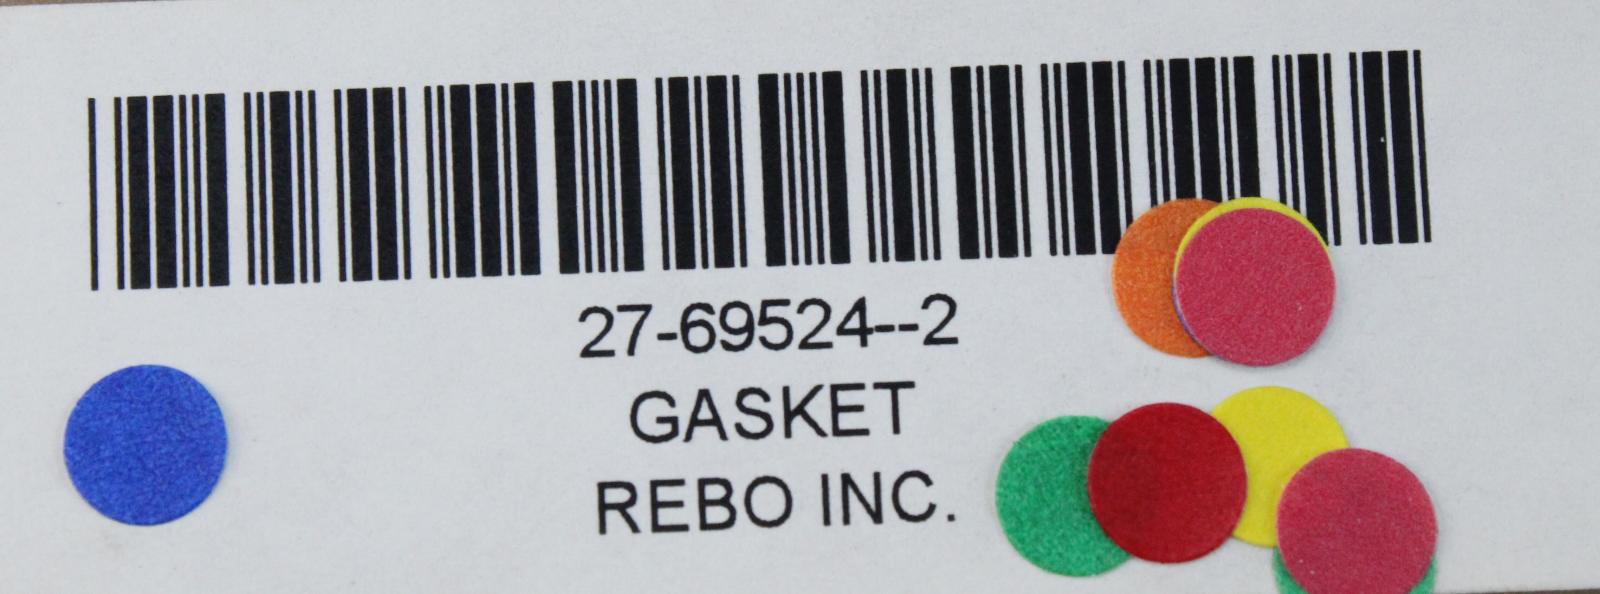 27-69524--2
GASKET
REBO INC.